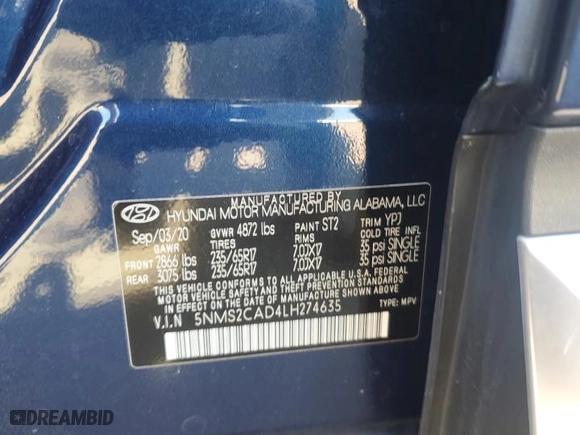 MANUFACTURED BY
HYUNDAI MOTOR MANUFACTURING ALABAMA, LLC
Sep/03/20 GVWR 4872 lbs PAINT ST2 TRIM YPJ
GAWR TIRES RIMS COLD TIRE INFL
FRONT 2866 lbs 235/65R17 7.0JX17 35 psi SINGLE
REAR 3075 lbs 235/65R17 7.0JX17 35 psi SINGLE
THIS VEHICLE CONFORMS TO ALL APPLICABLE U.S.A. FEDERAL
MOTOR VEHICLE SAFETY AND THEFT PREVENTION STANDARDS
IN EFFECT ON THE DATE OF MANUFACTURE SHOWN ABOVE.
V.I.N 5NMS2CAD4LH274635 TYPE: MPV
DREAMBID